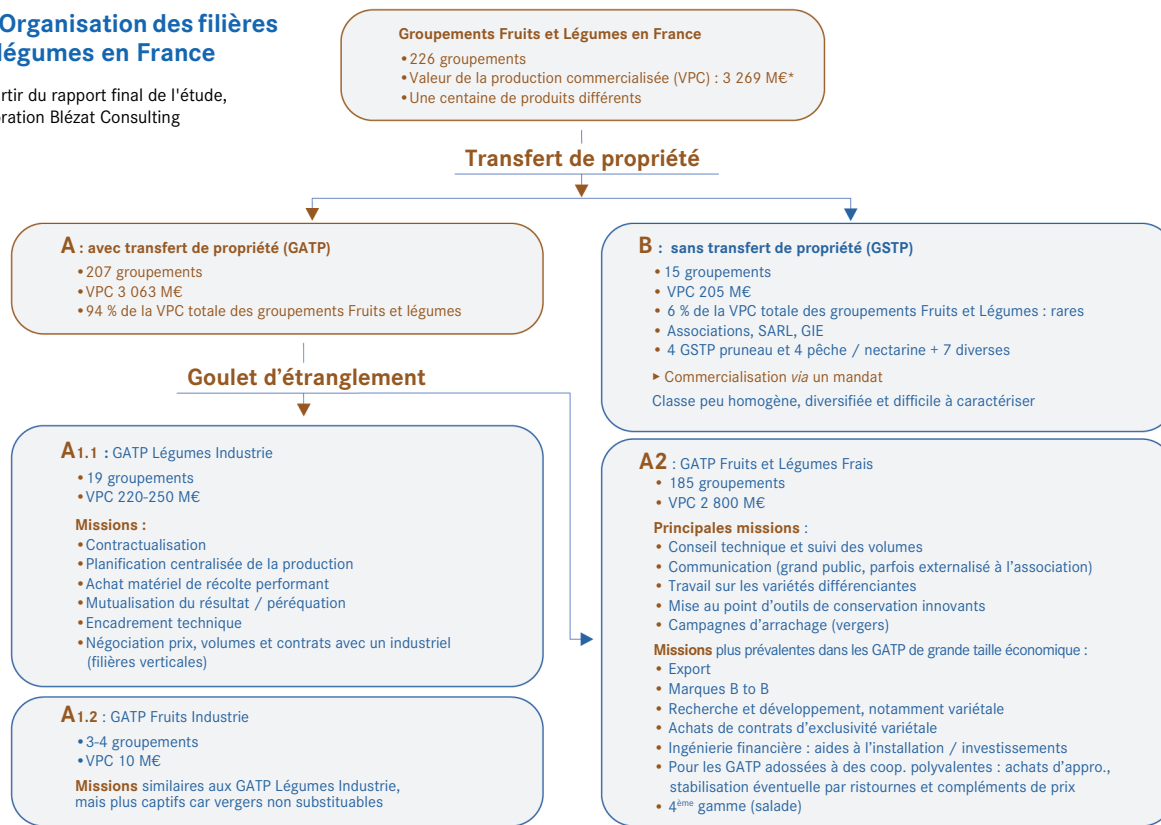 Organisation des filières
légumes en France
rtir du rapport final de l'étude,
oration Blézat Consulting
Groupements Fruits et Légumes en France
• 226 groupements
• Valeur de la production commercialisée (VPC) : 3 269 M€*
• Une centaine de produits différents
Transfert de propriété
A : avec transfert de propriété (GATP)
• 207 groupements
• VPC 3 063 M€
• 94 % de la VPC totale des groupements Fruits et légumes
B : sans transfert de propriété (GSTP)
• 15 groupements
• VPC 205 M€
• 6 % de la VPC totale des groupements Fruits et Légumes : rares
• Associations, SARL, GIE
• 4 GSTP pruneau et 4 pêche / nectarine + 7 diverses
▸ Commercialisation via un mandat
Classe peu homogène, diversifiée et difficile à caractériser
Goulet d’étranglement
A1.1 : GATP Légumes Industrie
• 19 groupements
• VPC 220-250 M€
Missions :
• Contractualisation
• Planification centralisée de la production
• Achat matériel de récolte performant
• Mutualisation du résultat / péréquation
• Encadrement technique
• Négociation prix, volumes et contrats avec un industriel
(filières verticales)
A1.2 : GATP Fruits Industrie
• 3-4 groupements
• VPC 10 M€
Missions similaires aux GATP Légumes Industrie,
mais plus captifs car vergers non substituables
A2 : GATP Fruits et Légumes Frais
• 185 groupements
• VPC 2 800 M€
Principales missions :
• Conseil technique et suivi des volumes
• Communication (grand public, parfois externalisé à l’association)
• Travail sur les variétés différenciantes
• Mise au point d’outils de conservation innovants
• Campagnes d’arrachage (vergers)
Missions plus prévalentes dans les GATP de grande taille économique :
• Export
• Marques B to B
• Recherche et développement, notamment variétale
• Achats de contrats d’exclusivité variétale
• Ingénierie financière : aides à l’installation / investissements
• Pour les GATP adossées à des coop. polyvalentes : achats d’appro.,
stabilisation éventuelle par ristournes et compléments de prix
• 4ème gamme (salade)